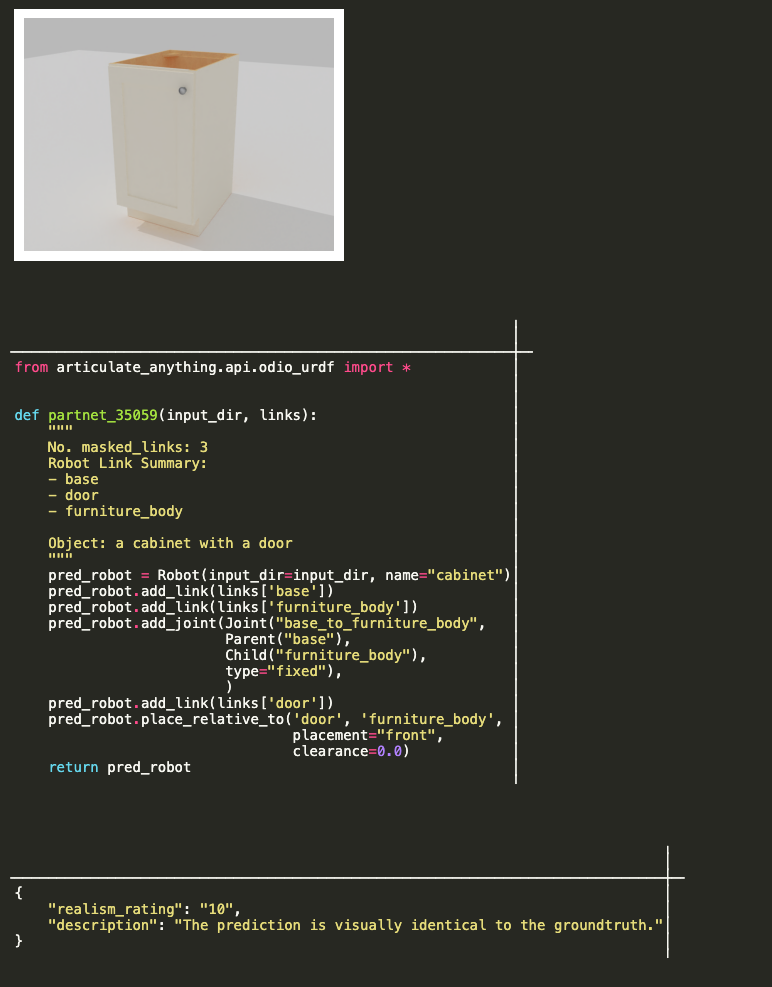 from articulate_anything.api.odio_urdf import *
def partnet_35059(input_dir, links):
    """
    No. masked_links: 3
    Robot Link Summary:
    - base
    - door
    - furniture_body

    Object: a cabinet with a door
    """
    pred_robot = Robot(input_dir=input_dir, name="cabinet")
    pred_robot.add_link(links['base'])
    pred_robot.add_link(links['furniture_body'])
    pred_robot.add_joint(Joint("base_to_furniture_body",
                         Parent("base"),
                         Child("furniture_body"),
                         type="fixed"),
                         )
    pred_robot.add_link(links['door'])
    pred_robot.place_relative_to('door', 'furniture_body',
                                 placement="front",
                                 clearance=0.0)
    return pred_robot
{
    "realism_rating": "10",
    "description": "The prediction is visually identical to the groundtruth."
}